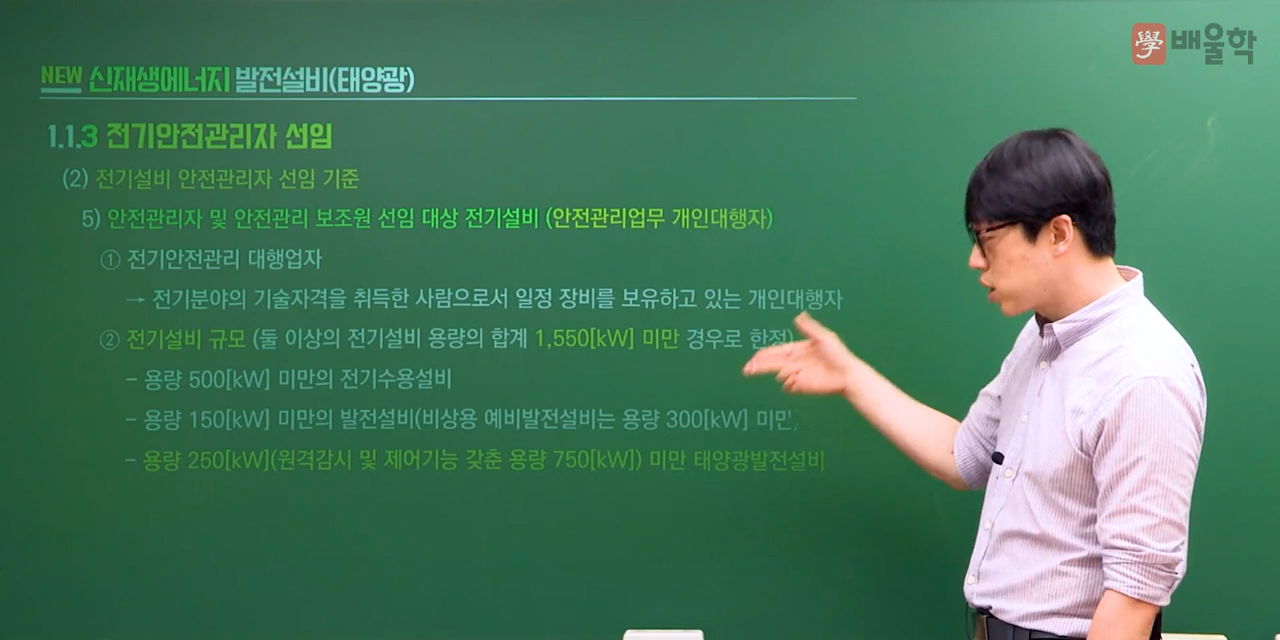 學 배울학
NEW 신재생에너지 발전설비(태양광)
1.1.3 전기안전관리자 선임
(2) 전기설비 안전관리자 선임 기준
5) 안전관리자 및 안전관리 보조원 선임 대상 전기설비 (안전관리업무 개인대행자)
① 전기안전관리 대행업자
→ 전기분야의 기술자격을 취득한 사람으로서 일정 장비를 보유하고 있는 개인대행자
② 전기설비 규모 (둘 이상의 전기설비 용량의 합계 1,550[kW] 미만 경우로 한정)
- 용량 500[kW] 미만의 전기수용설비
- 용량 150[kW] 미만의 발전설비(비상용 예비발전설비는 용량 300[kW] 미만)
- 용량 250[kW](원격감시 및 제어기능 갖춘 용량 750[kW]) 미만 태양광발전설비